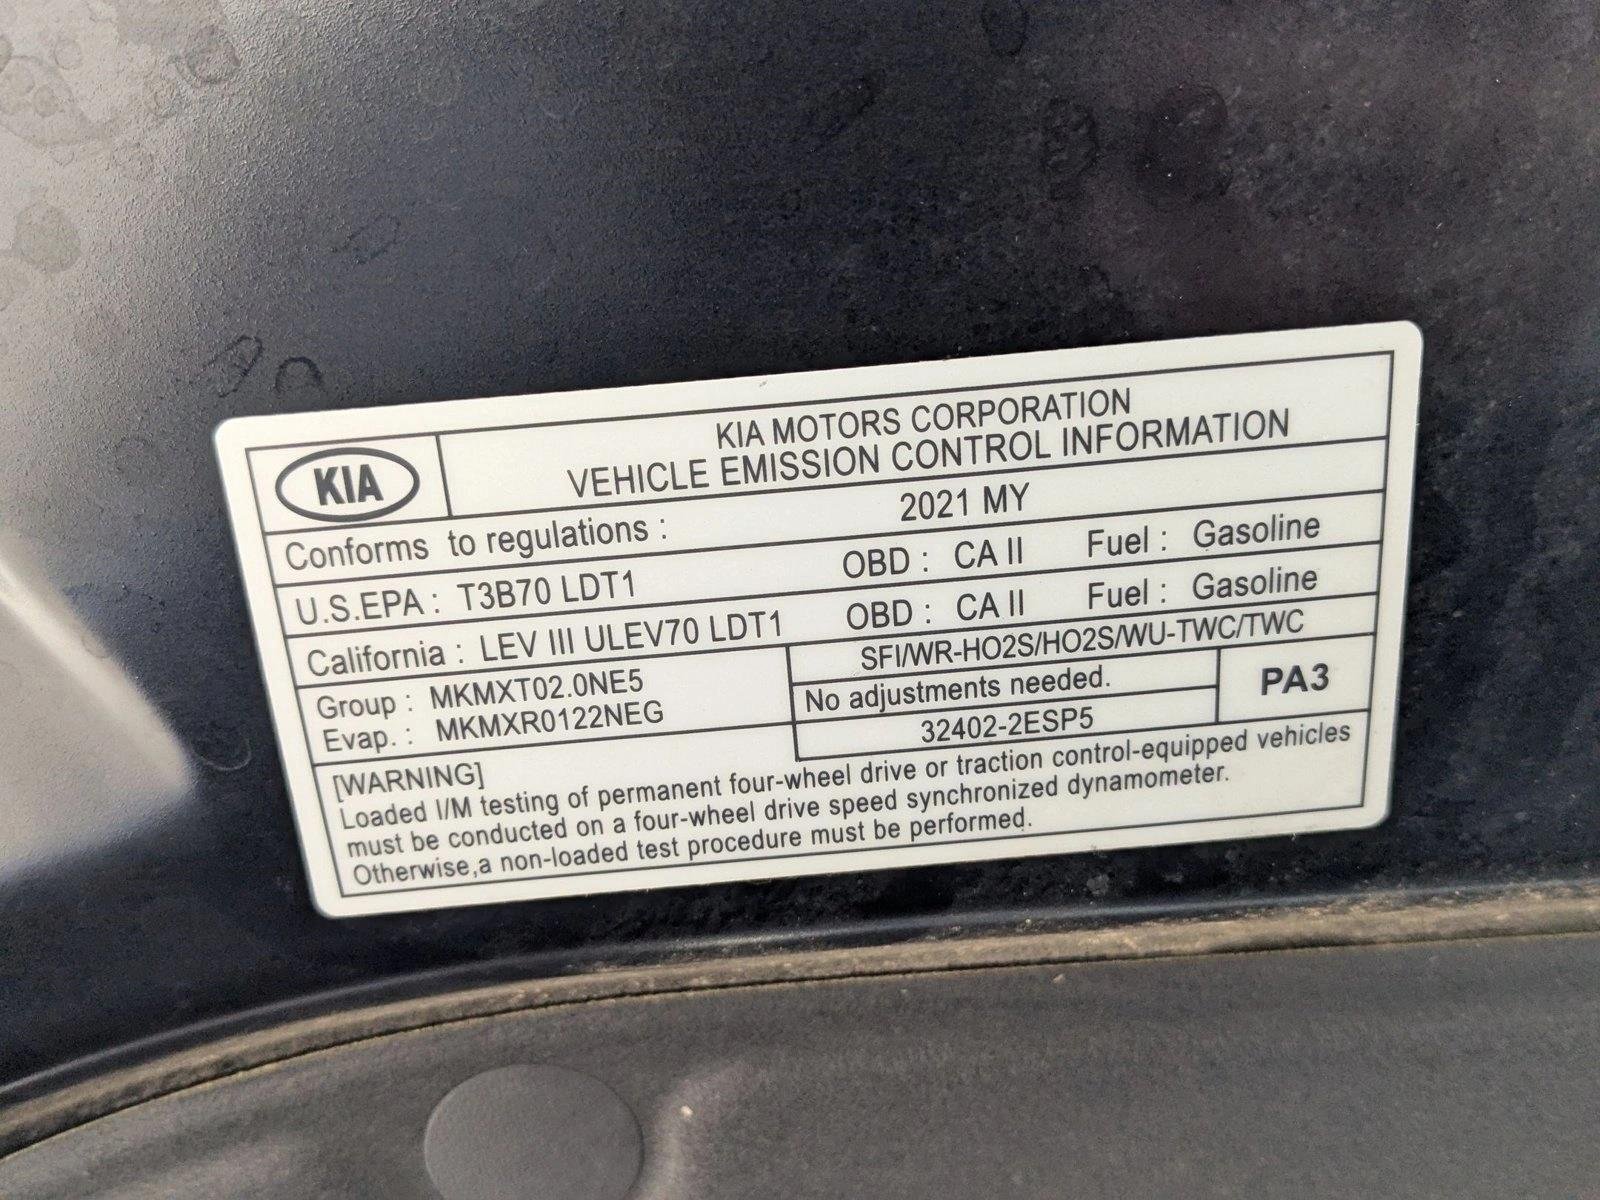 KIA
KIA MOTORS CORPORATION
VEHICLE EMISSION CONTROL INFORMATION
Conforms to regulations : 2021 MY
U.S.EPA : T3B70 LDT1 OBD : CA II Fuel : Gasoline
California : LEV III ULEV70 LDT1 OBD : CA II Fuel : Gasoline
Group : MKMXT02.0NE5
Evap. : MKMXR0122NEG
SFI/WR-HO2S/HO2S/WU-TWC/TWC
No adjustments needed.
32402-2ESP5
PA3
[WARNING]
Loaded I/M testing of permanent four-wheel drive or traction control-equipped vehicles
must be conducted on a four-wheel drive speed synchronized dynamometer.
Otherwise,a non-loaded test procedure must be performed.